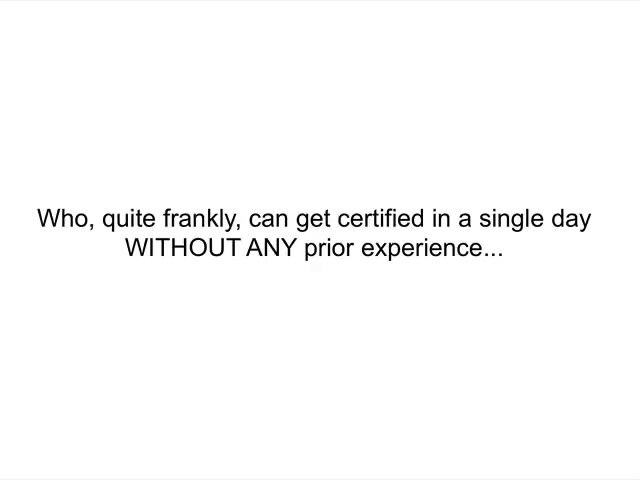 Who, quite frankly, can get certified in a single day
WITHOUT ANY prior experience...